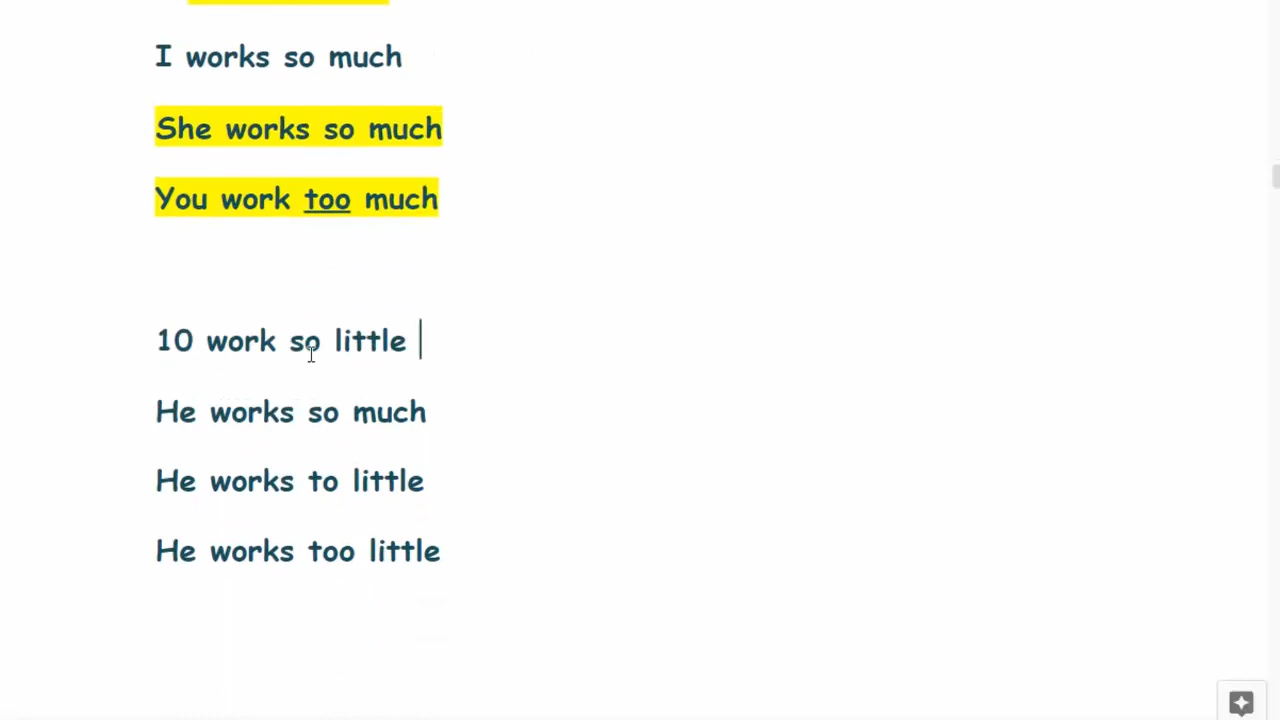 I works so much
She works so much
You work too much
10 work so little
He works so much
He works to little
He works too little